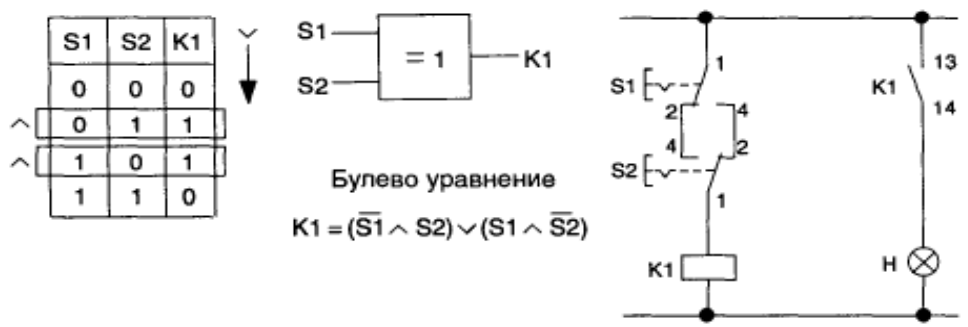 S1 S2 K1
0 0 0
0 1 1
1 0 1
1 1 0
S1
S2
= 1
K1
Булево уравнение
K1 = (S̅1̅ ∧ S2) ∨ (S1 ∧ S̅2̅)
S1
1
2
4
4
2
S2
1
K1
K1
13
14
H